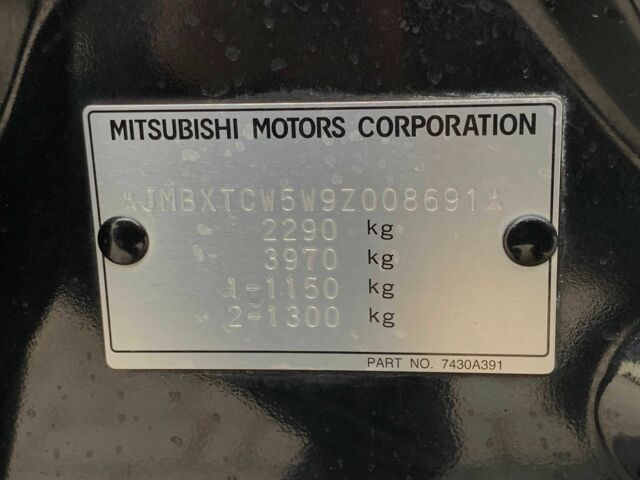 MITSUBISHI MOTORS CORPORATION
*JMBXTCW5W9Z008691*
2290 kg
3970 kg
1-1150 kg
2-1300 kg
PART NO. 7430A391